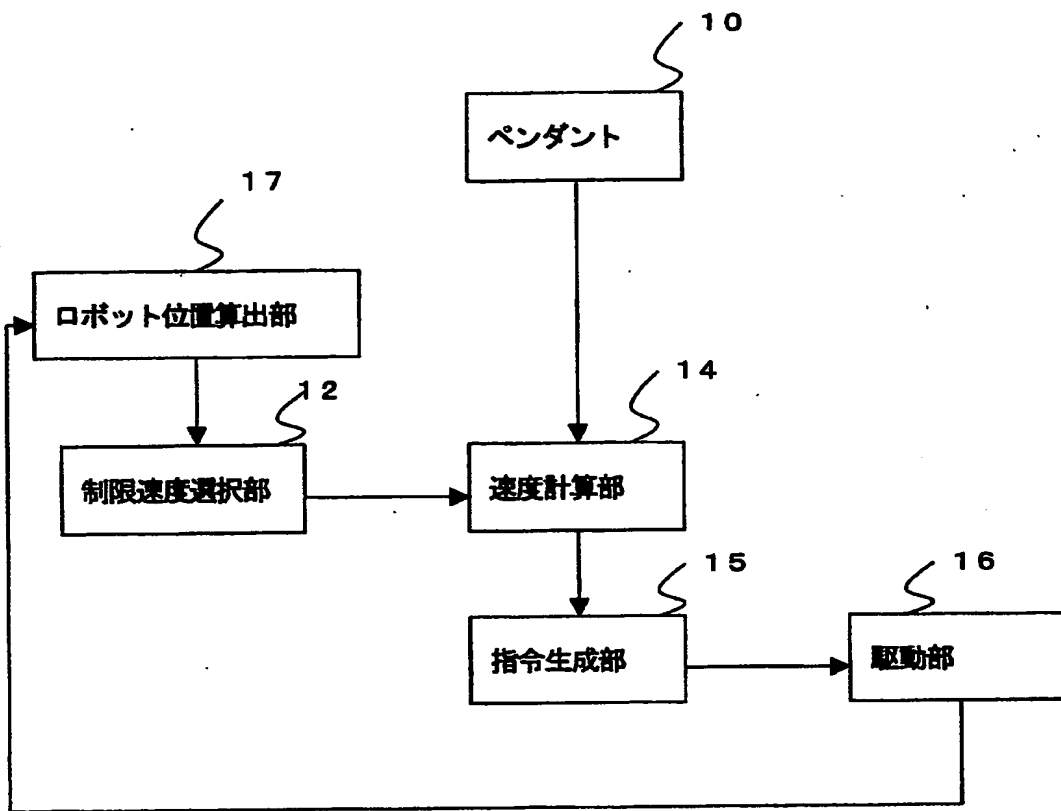 10
ペンダント
17
ロボット位置算出部
12
14
制限速度選択部
速度計算部
15
16
指令生成部
駆動部